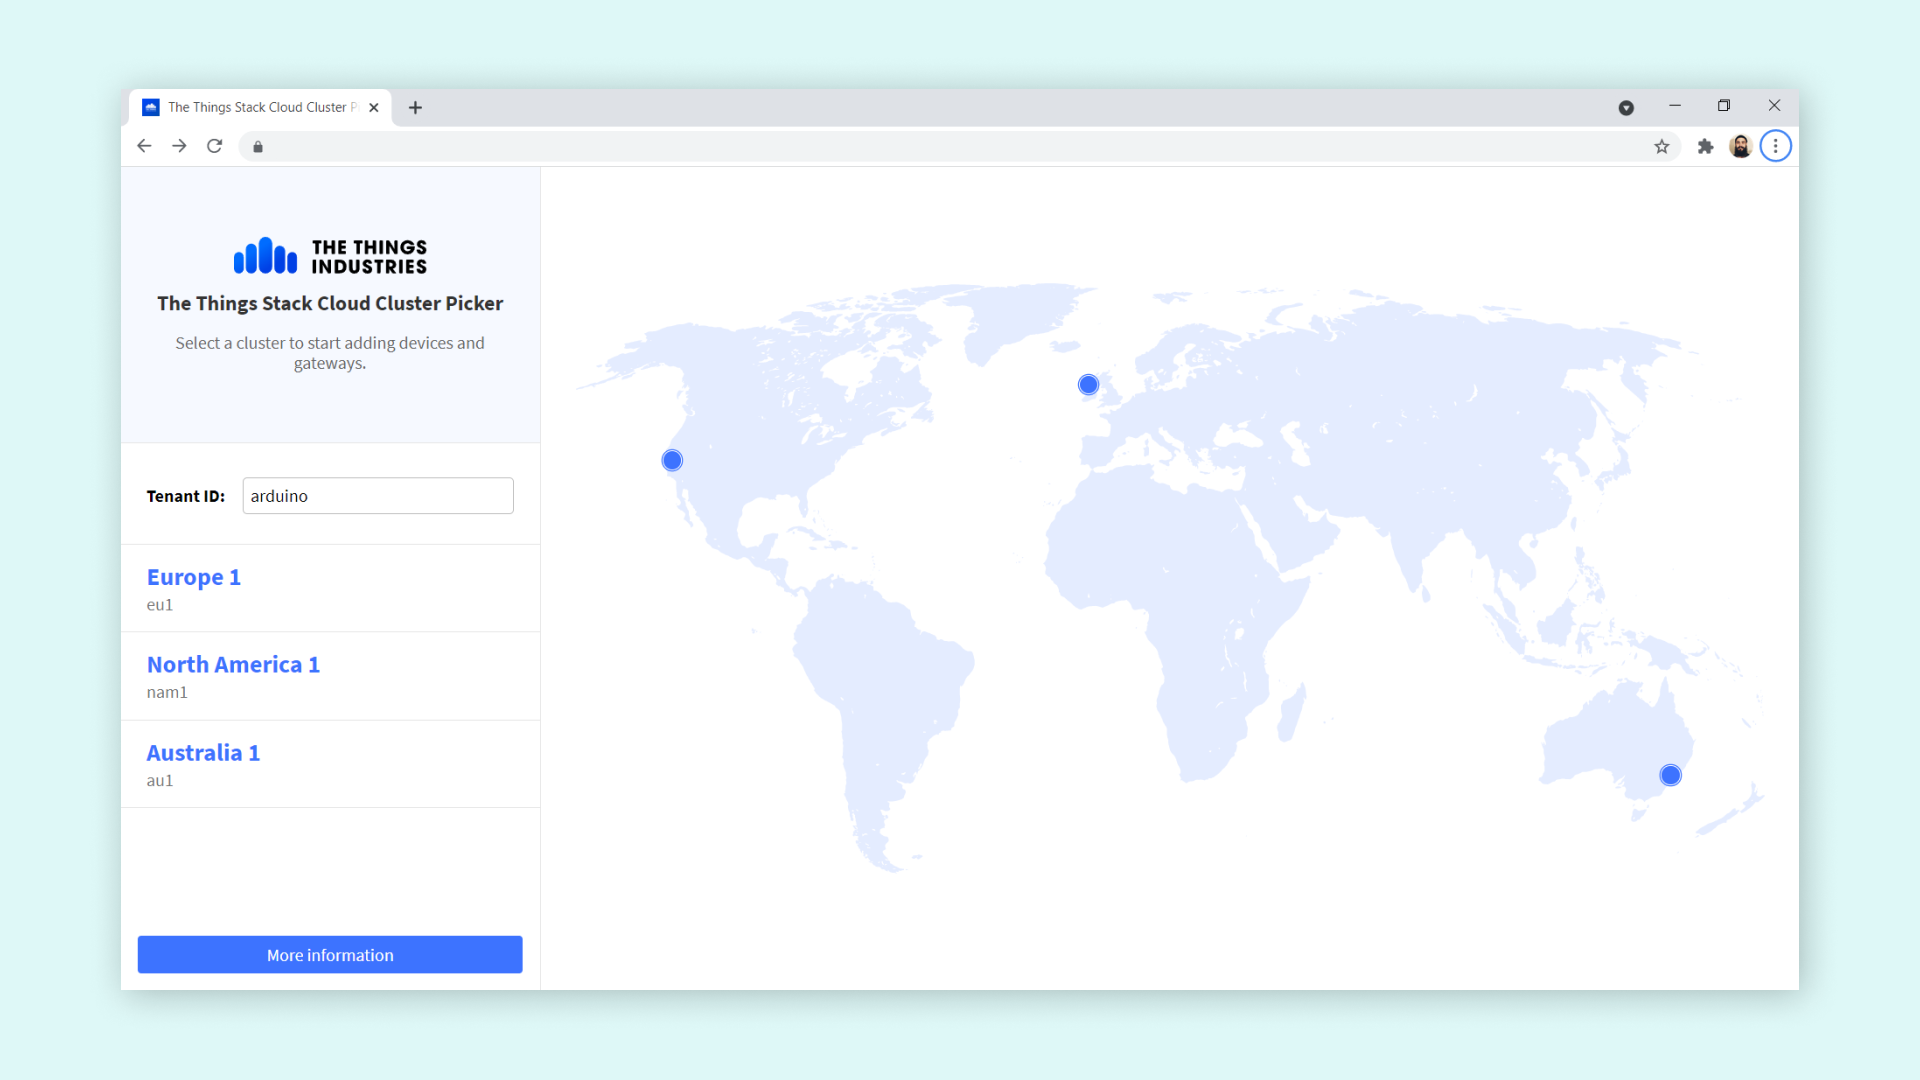 The Things Stack Cloud Cluster P
THE THINGS
INDUSTRIES
The Things Stack Cloud Cluster Picker
Select a cluster to start adding devices and
gateways.
Tenant ID: arduino
Europe 1
eu1
North America 1
nam1
Australia 1
au1
More information